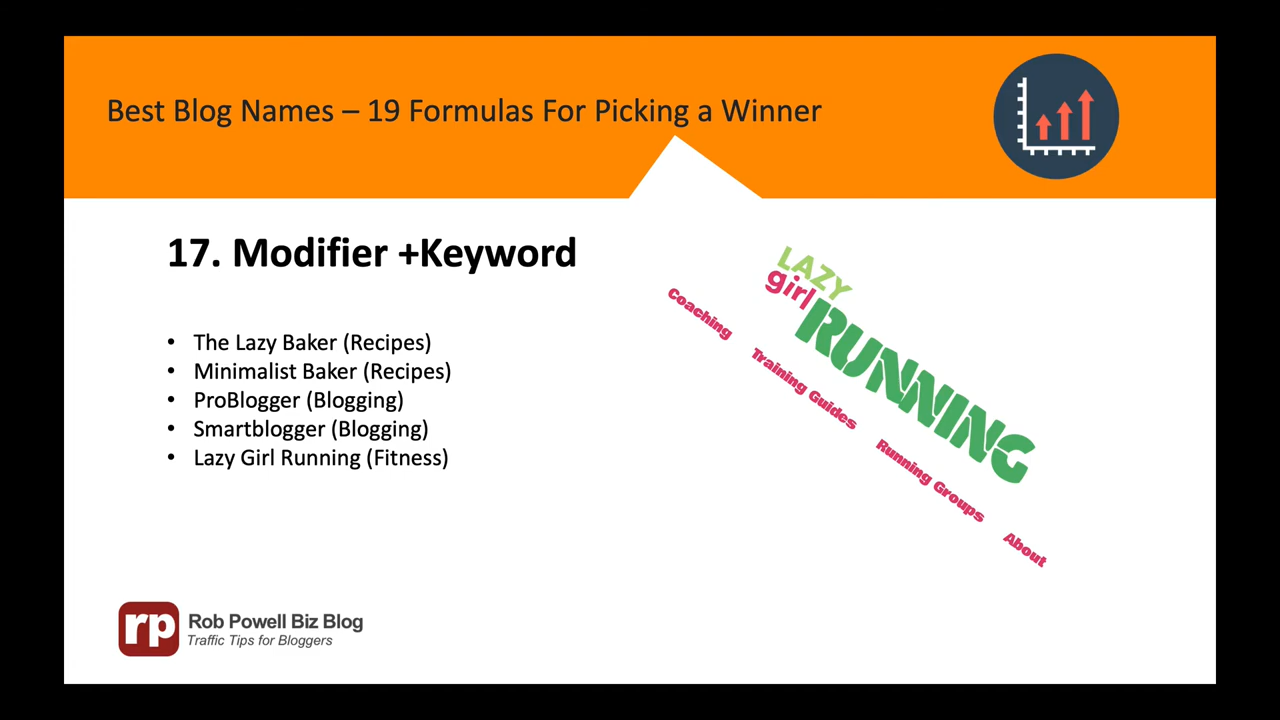 Best Blog Names – 19 Formulas For Picking a Winner
17. Modifier +Keyword
• The Lazy Baker (Recipes)
• Minimalist Baker (Recipes)
• ProBlogger (Blogging)
• Smartblogger (Blogging)
• Lazy Girl Running (Fitness)
LAZY
girl
RUNNING
Coaching Training Guides Running Groups About
rp
Rob Powell Biz Blog
Traffic Tips for Bloggers